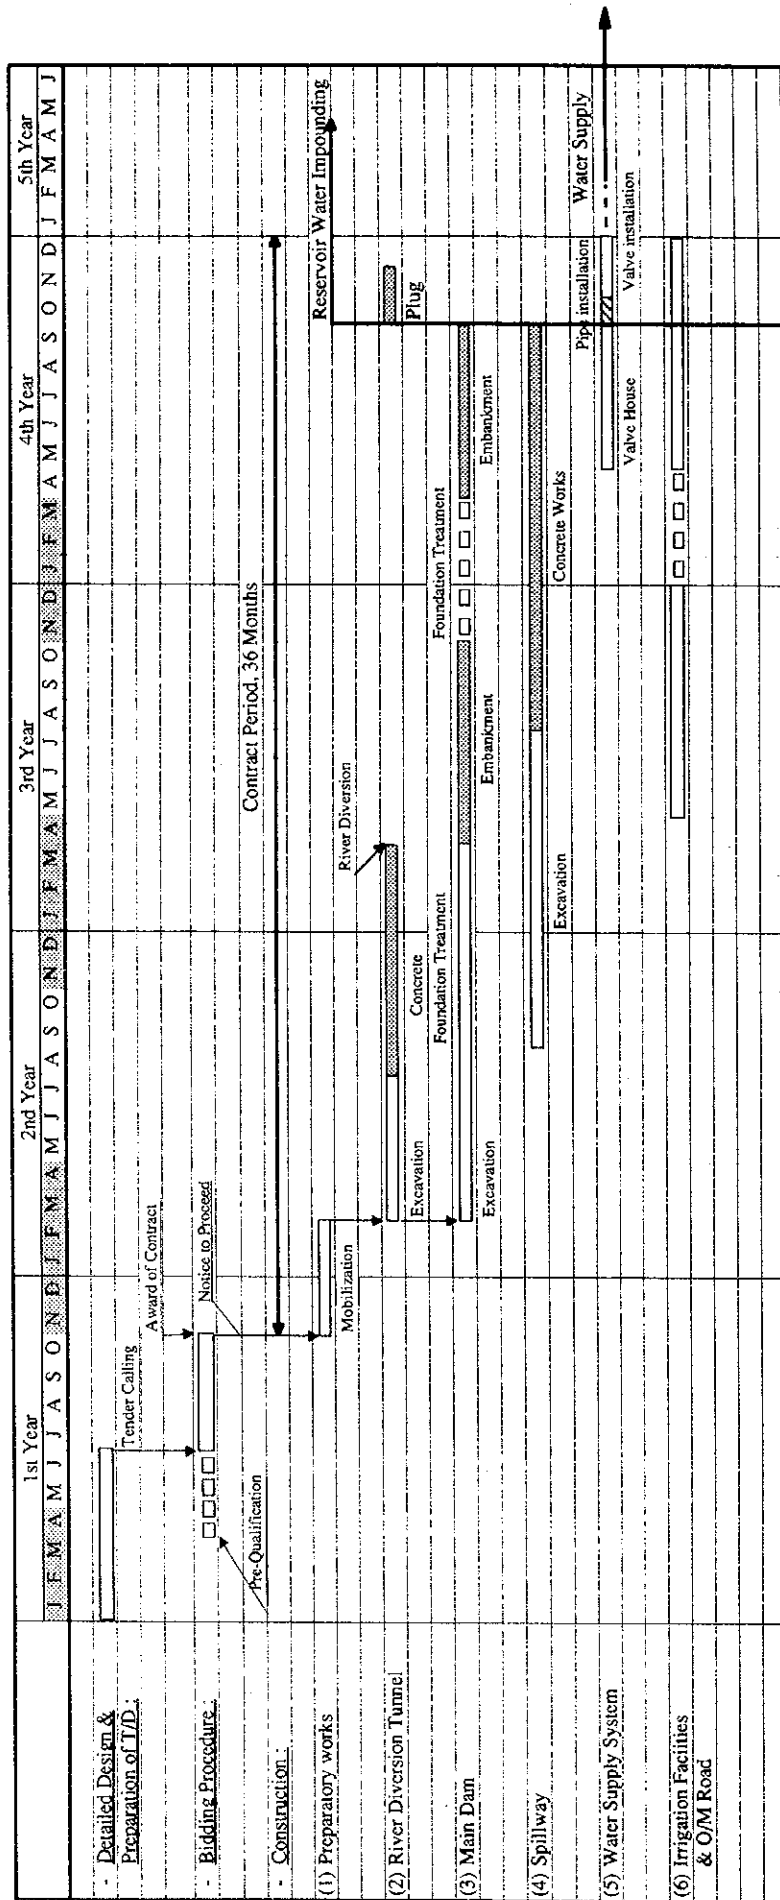 1st Year 2nd Year 3rd Year 4th Year 5th Year
J F M A M J J A S O N D J F M A M J J A S O N D J F M A M J J A S O N D J F M A M J J A S O N D J F M A M J
- Detailed Design &
Preparation of T/D :
Tender Calling
Award of Contract
- Bidding Procedure :
Pre-Qualification
Notice to Proceed
- Construction :
Contract Period, 36 Months
(1) Preparatory works
Mobilization
Reservoir Water Impounding
River Diversion
(2) River Diversion Tunnel
Excavation Concrete Plug
Foundation Treatment Foundation Treatment
(3) Main Dam
Excavation Embankment Embankment
(4) Spillway
Excavation Concrete Works
Pipe installation Water Supply
(5) Water Supply System
Valve House Valve installation
(6) Irrigation Facilities
& O/M Road